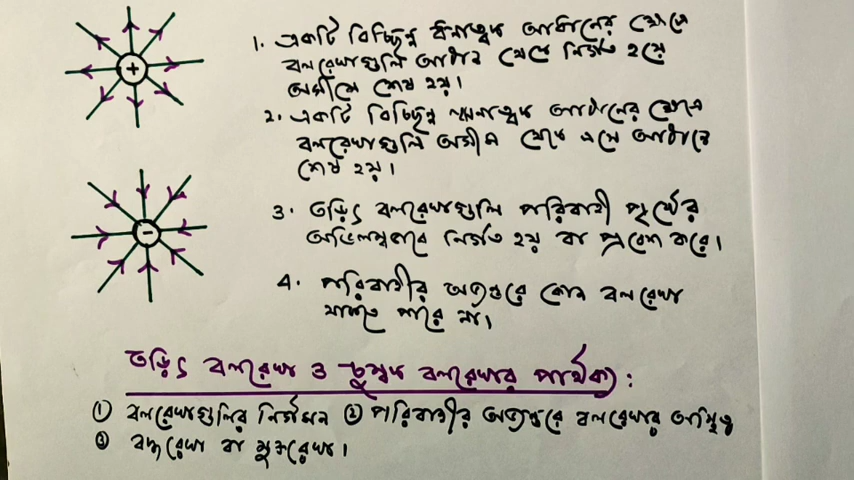 +
1. একটি বিচ্ছিন্ন ধনাত্মক আধানের ক্ষেত্রে
বলরেখাগুলি আধান থেকে নির্গত হয়ে
অসীমে শেষ হয়।
2. একটি বিচ্ছিন্ন ঋনাত্মক আধানের ক্ষেত্রে
বলরেখাগুলি অসীম থেকে এসে আধানে
শেষ হয়।
-
3. তড়িৎ বলরেখাগুলি পরিবাহী পৃষ্ঠের
অভিলম্বভাবে নির্গত হয় বা প্রবেশ করে।
4. পরিবাহীর অভ্যন্তরে কোন বলরেখা
থাকতে পারে না।
তড়িৎ বলরেখা ও চুম্বক বলরেখার পার্থক্য:
① বলরেখাগুলির নির্গমন ② পরিবাহীর অভ্যন্তরে বলরেখার অস্তিত্ব
③ বদ্ধরেখা বা মুক্তরেখা।